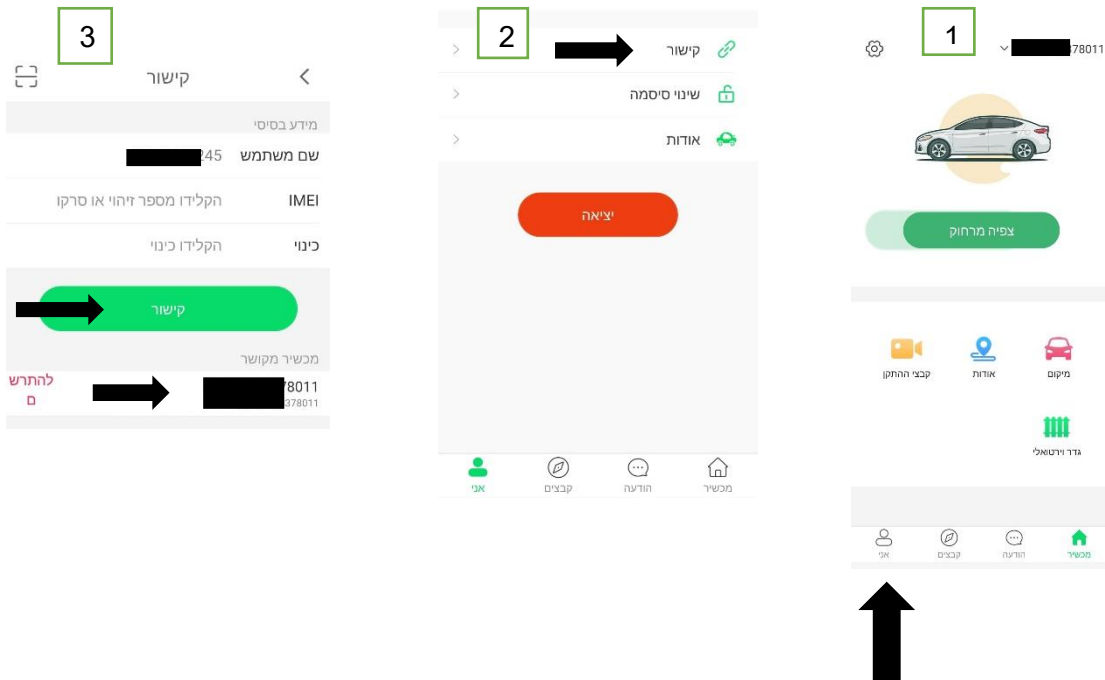 1
378011
צפיה מרחוק
מיקום
אודות
קבצי ההתקן
גדר וירטואלי
מכשיר
הודעה
קבצים
אני
2
קישור
שינוי סיסמה
אודות
יציאה
מכשיר
הודעה
קבצים
אני
3
קישור
מידע בסיסי
שם משתמש 245
IMEI הקלידו מספר זיהוי או סרקו
כינוי הקלידו כינוי
קישור
מכשיר מקושר
78011
378011
להתרש
ם